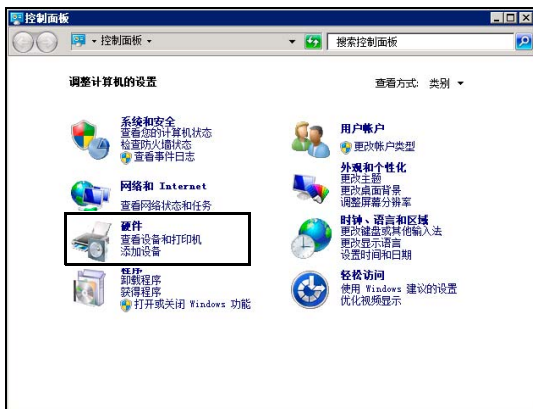 控制面板
控制面板
搜索控制面板
调整计算机的设置
查看方式: 类别
系统和安全
查看您的计算机状态
检查防火墙状态
查看事件日志
网络和 Internet
查看网络状态和任务
硬件
查看设备和打印机
添加设备
程序
卸载程序
获得程序
打开或关闭 Windows 功能
用户帐户
更改帐户类型
外观和个性化
更改主题
更改桌面背景
调整屏幕分辨率
时钟、语言和区域
更改键盘或其他输入法
更改显示语言
设置时间和日期
轻松访问
使用 Windows 建议的设置
优化视频显示